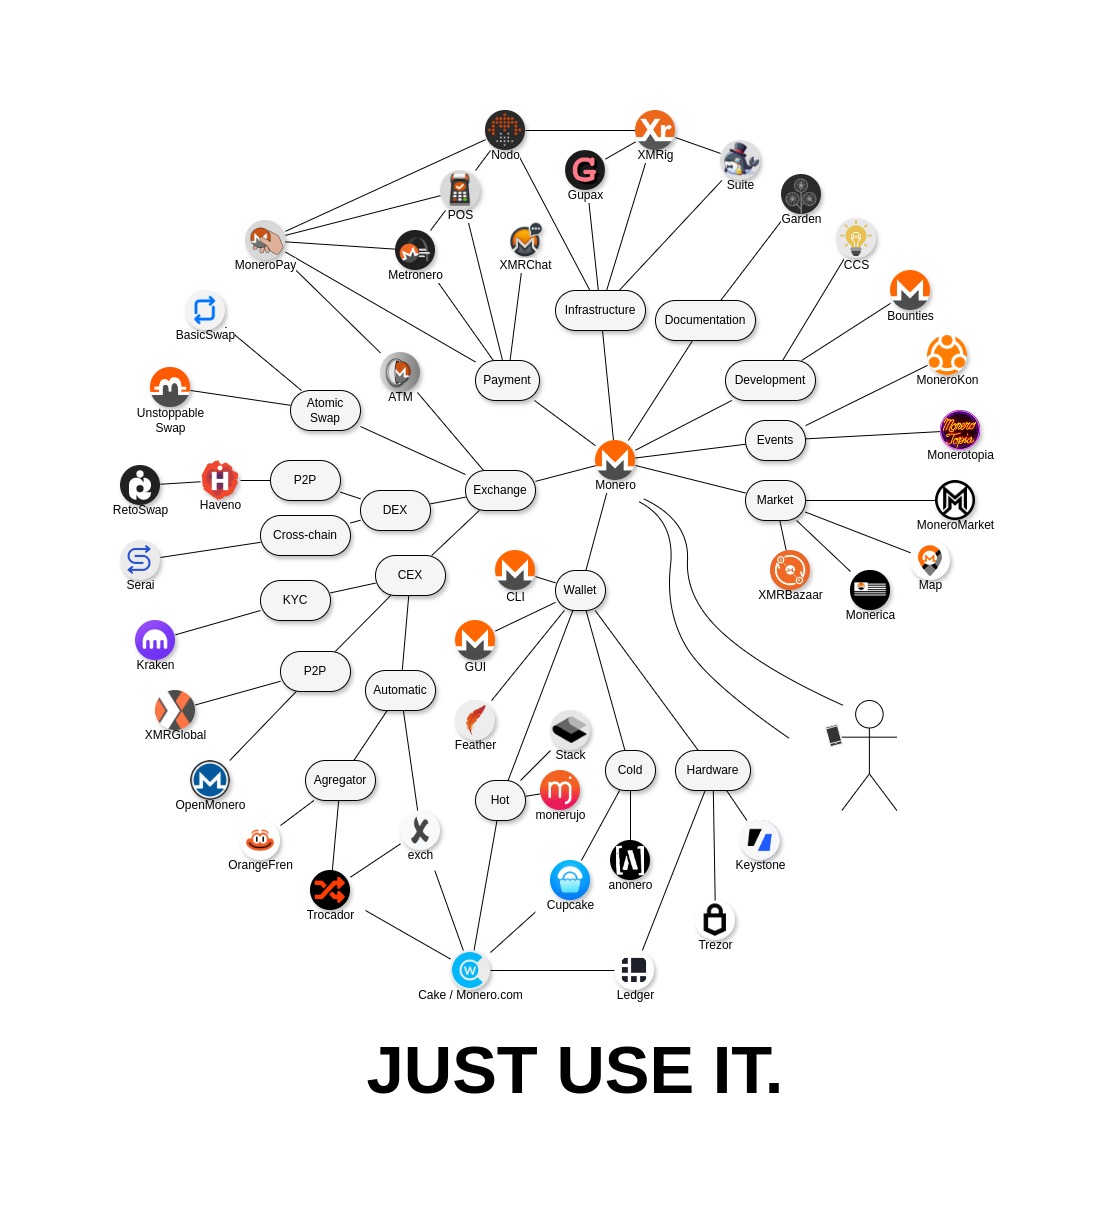 Nodo
XMRig
Suite
Gupax
Garden
POS
CCS
MoneroPay
Metronero
XMRChat
Bounties
Infrastructure
Documentation
BasicSwap
MoneroKon
Payment
Development
ATM
Unstoppable
Swap
Atomic
Swap
Events
Monero
Topia
Monerotopia
Monero
P2P
Exchange
Market
RetoSwap
Haveno
DEX
MoneroMarket
Cross-chain
Serai
CEX
CLI
Wallet
XMRBazaar
Map
KYC
Monerica
Kraken
GUI
P2P
Automatic
XMRGlobal
Feather
Stack
Cold
Hardware
Agregator
OpenMonero
Hot
monerujo
OrangeFren
exch
Keystone
anonero
Trocador
Cupcake
Trezor
Cake / Monero.com
Ledger
JUST USE IT.